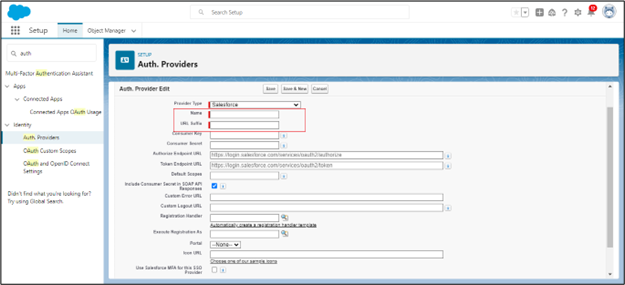 Search Setup
12
Setup
Home
Object Manager
auth
Multi-Factor Authentication Assistant
Apps
Connected Apps
Connected Apps OAuth Usage
Identity
Auth. Providers
OAuth Custom Scopes
OAuth and OpenID Connect
Settings
Didn't find what you're looking for?
Try using Global Search.
SETUP
Auth. Providers
Auth. Provider Edit
Save
Save & New
Cancel
Provider Type
Salesforce
Name
URL Suffix
Consumer Key
Consumer Secret
Authorize Endpoint URL
https://login.salesforce.com/services/oauth2/authorize
Token Endpoint URL
https://login.salesforce.com/services/oauth2/token
Default Scopes
Include Consumer Secret in SOAP API
Responses
Custom Error URL
Custom Logout URL
Registration Handler
Automatically create a registration handler template
Execute Registration As
Portal
--None--
Icon URL
Choose one of our sample icons
Use Salesforce MFA for this SSO
Provider